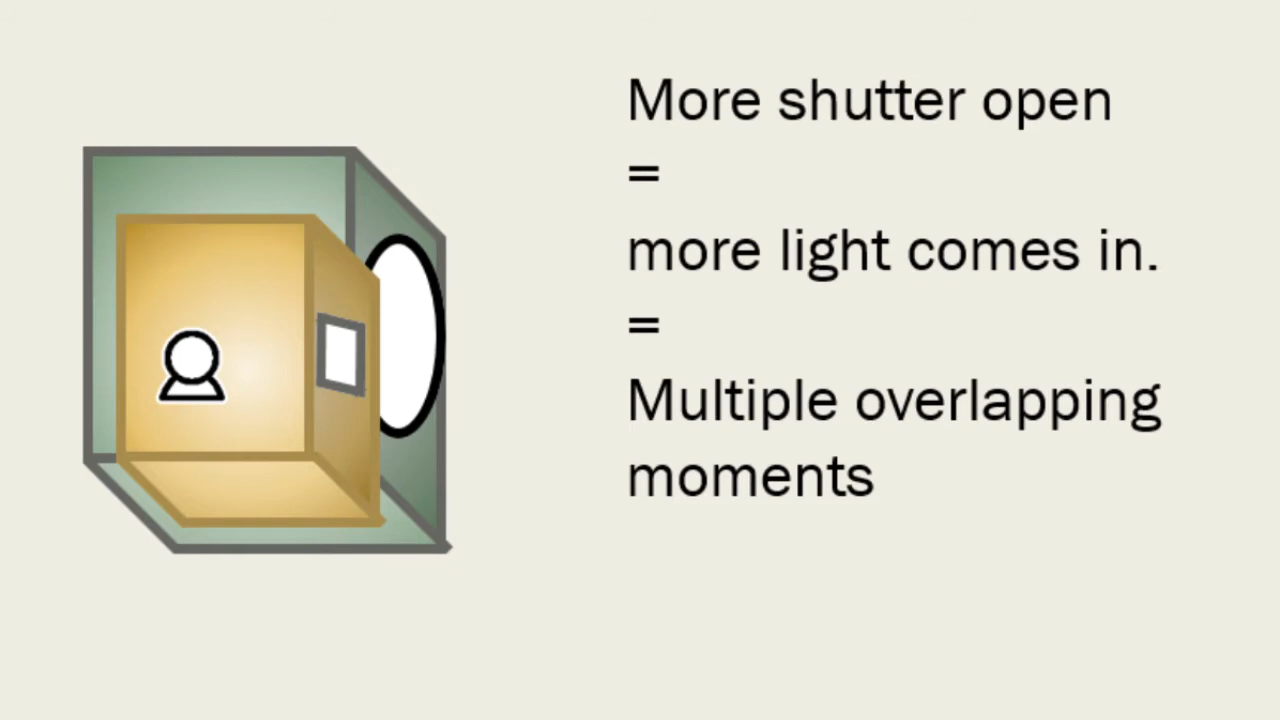 More shutter open
=
more light comes in.
=
Multiple overlapping
moments